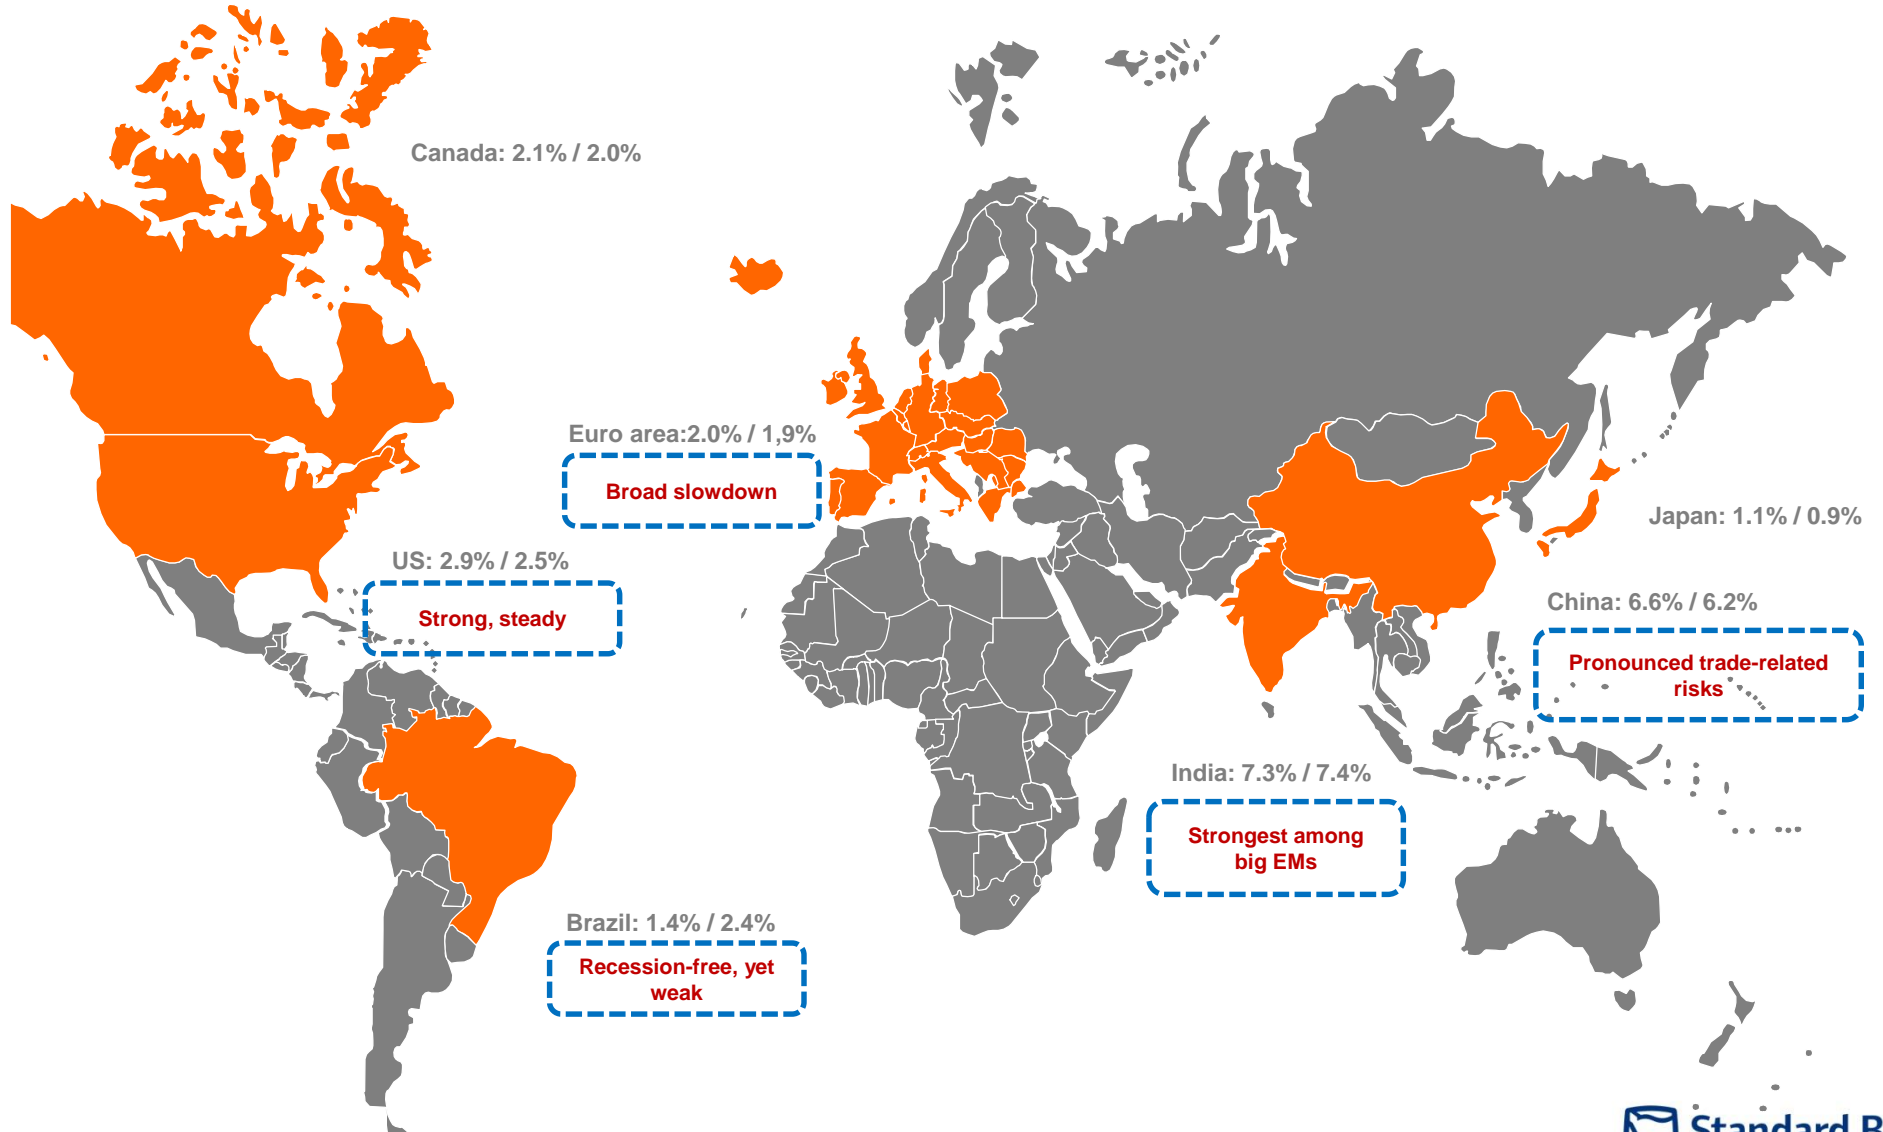 Canada: 2.1% / 2.0%
Euro area:2.0% / 1,9%
Broad slowdown
Japan: 1.1% / 0.9%
US: 2.9% / 2.5%
Strong, steady
China: 6.6% / 6.2%
Pronounced trade-related
risks
India: 7.3% / 7.4%
Strongest among
big EMs
Brazil: 1.4% / 2.4%
Recession-free, yet
weak
Standard B